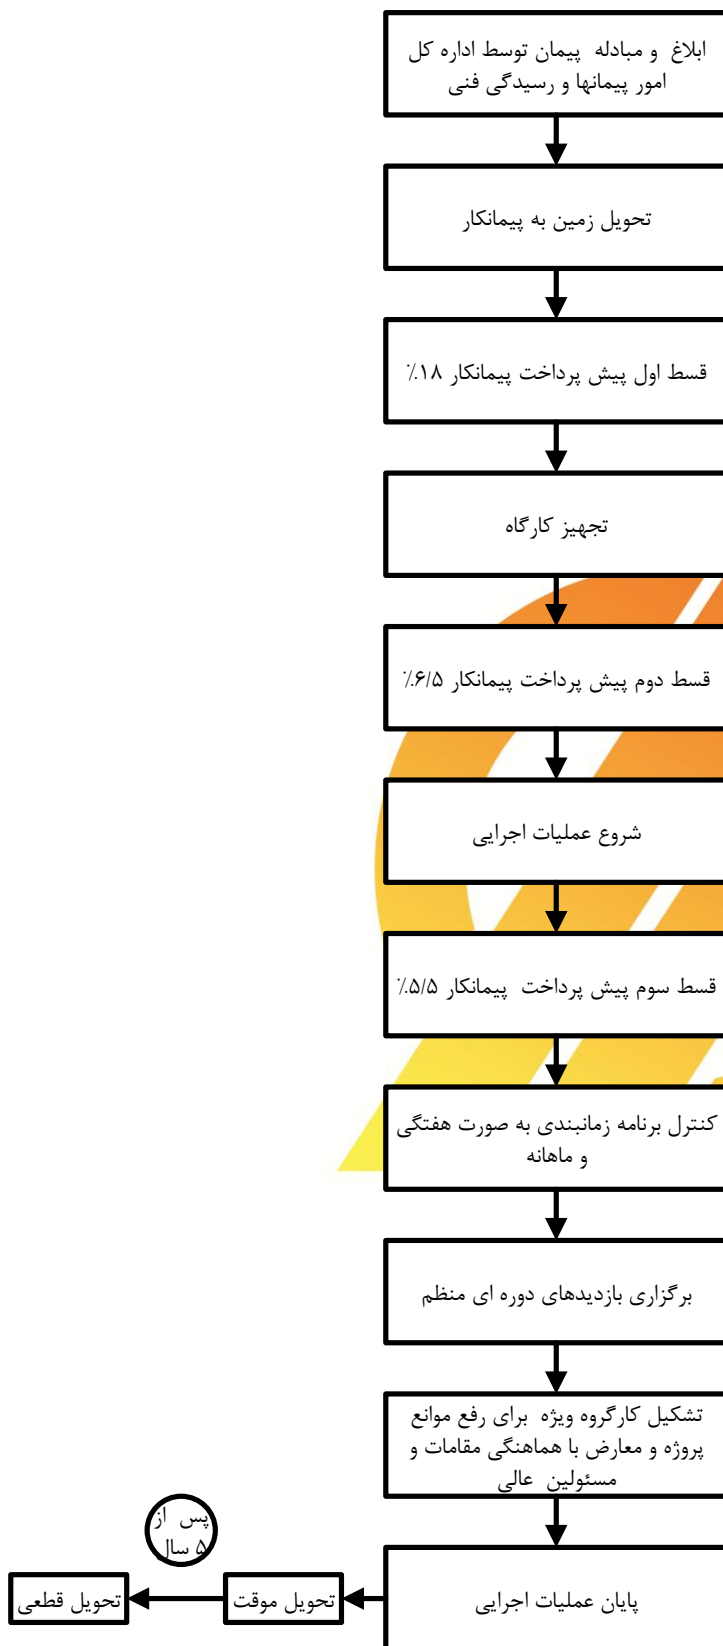 ابلاغ و مبادله پیمان توسط اداره کل
امور پیمانها و رسیدگی فنی
تحویل زمین به پیمانکار
قسط اول پیش پرداخت پیمانکار ۱۸٪
تجهیز کارگاه
قسط دوم پیش پرداخت پیمانکار ۶/۵٪
شروع عملیات اجرایی
قسط سوم پیش پرداخت پیمانکار ۵/۵٪
کنترل برنامه زمانبندی به صورت هفتگی
و ماهانه
برگزاری بازدیدهای دوره ای منظم
تشکیل کارگروه ویژه برای رفع موانع
پروژه و معارض با هماهنگی مقامات و
مسئولین عالی
پایان عملیات اجرایی
تحویل موقت
پس از
۵ سال
تحویل قطعی